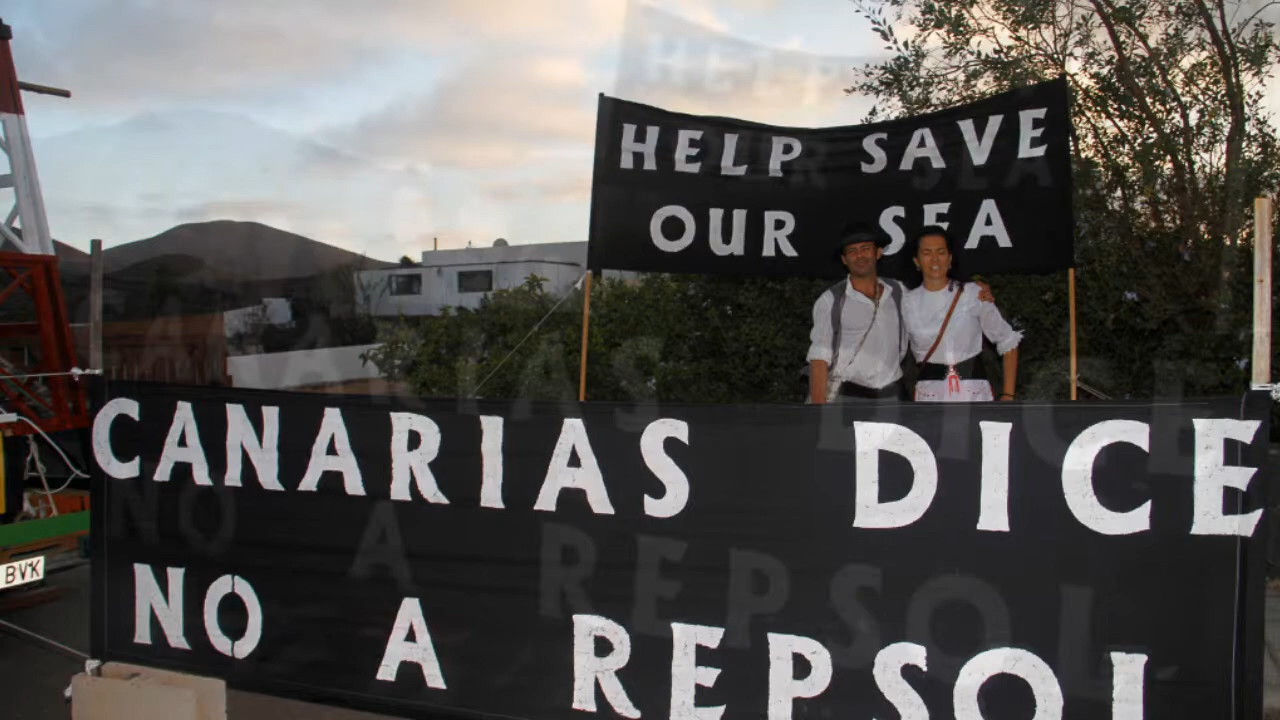 HELP SAVE
OUR SEA
CANARIAS DICE
NO A REPSOL
BVK